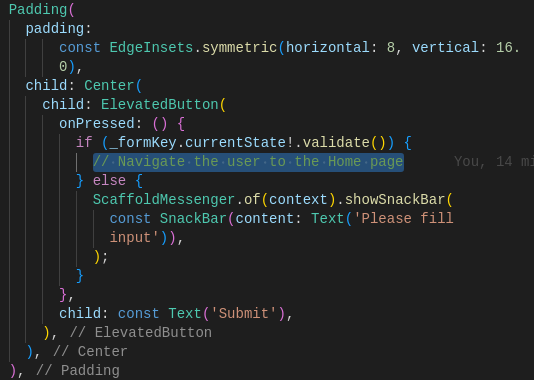 Padding(
padding:
const EdgeInsets.symmetric(horizontal: 8, vertical: 16.
0),
child: Center(
child: ElevatedButton(
onPressed: () {
if (_formKey.currentState!.validate()) {
// Navigate the user to the Home page You, 14 mi
} else {
ScaffoldMessenger.of(context).showSnackBar(
const SnackBar(content: Text('Please fill
input')),
);
}
},
child: const Text('Submit'),
), // ElevatedButton
), // Center
), // Padding